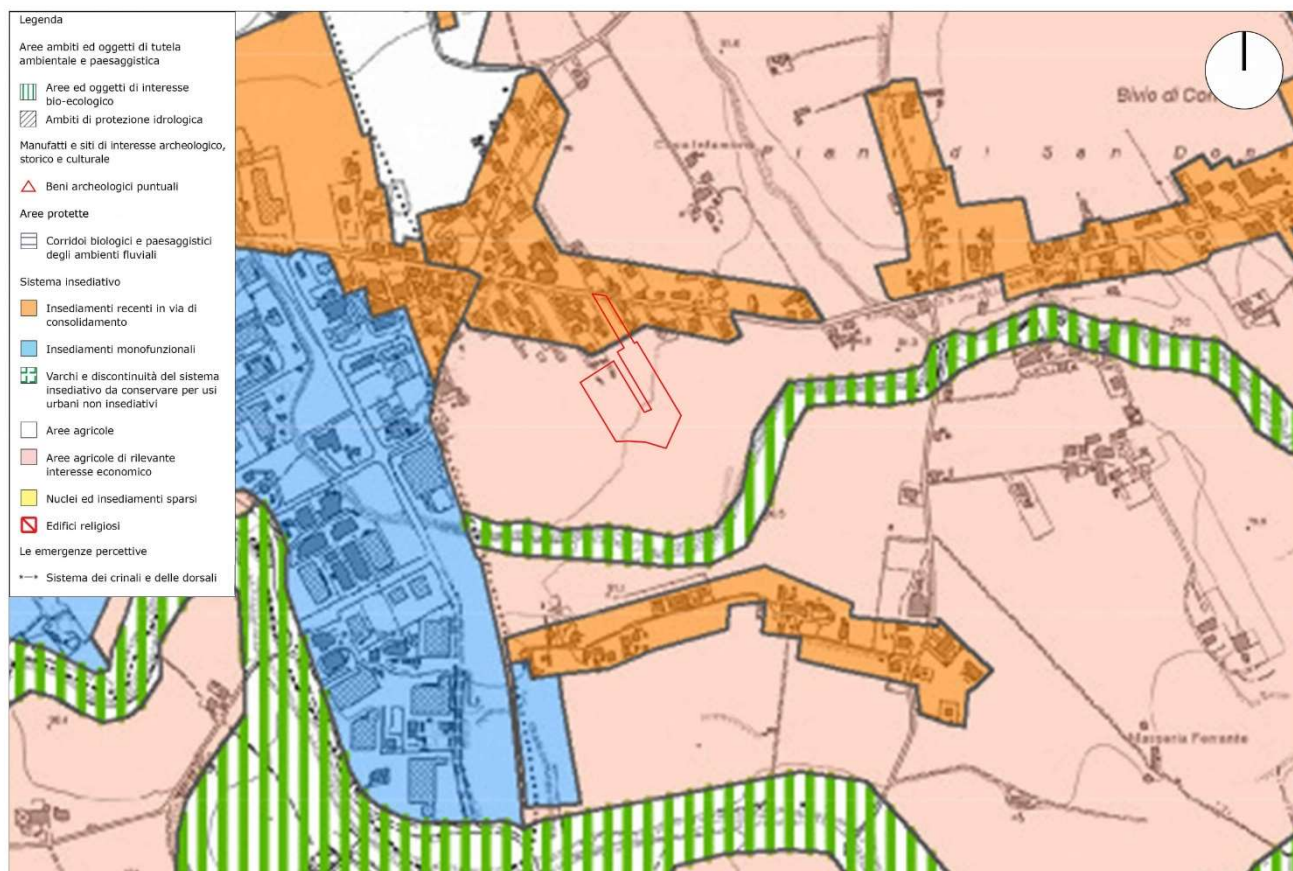 Legenda
Aree ambiti ed oggetti di tutela
ambientale e paesaggistica
Aree ed oggetti di interesse
bio-ecologico
Ambiti di protezione idrologica
Manufatti e siti di interesse archeologico,
storico e culturale
Beni archeologici puntuali
Aree protette
Corridoi biologici e paesaggistici
degli ambienti fluviali
Sistema insediativo
Insediamenti recenti in via di
consolidamento
Insediamenti monofunzionali
Varchi e discontinuità del sistema
insediativo da conservare per usi
urbani non insediativi
Aree agricole
Aree agricole di rilevante
interesse economico
Nuclei ed insediamenti sparsi
Edifici religiosi
Le emergenze percettive
Sistema dei crinali e delle dorsali
Bivio di
di San
Masseria Ferrante